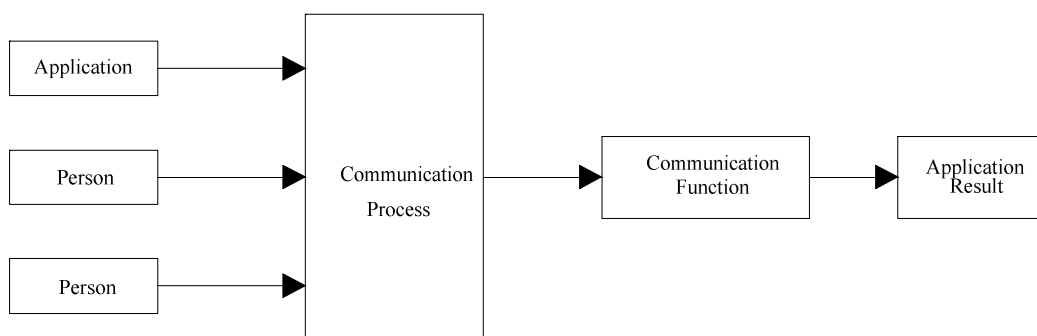 Application
Person
Person
Communication
Process
Communication
Function
Application
Result